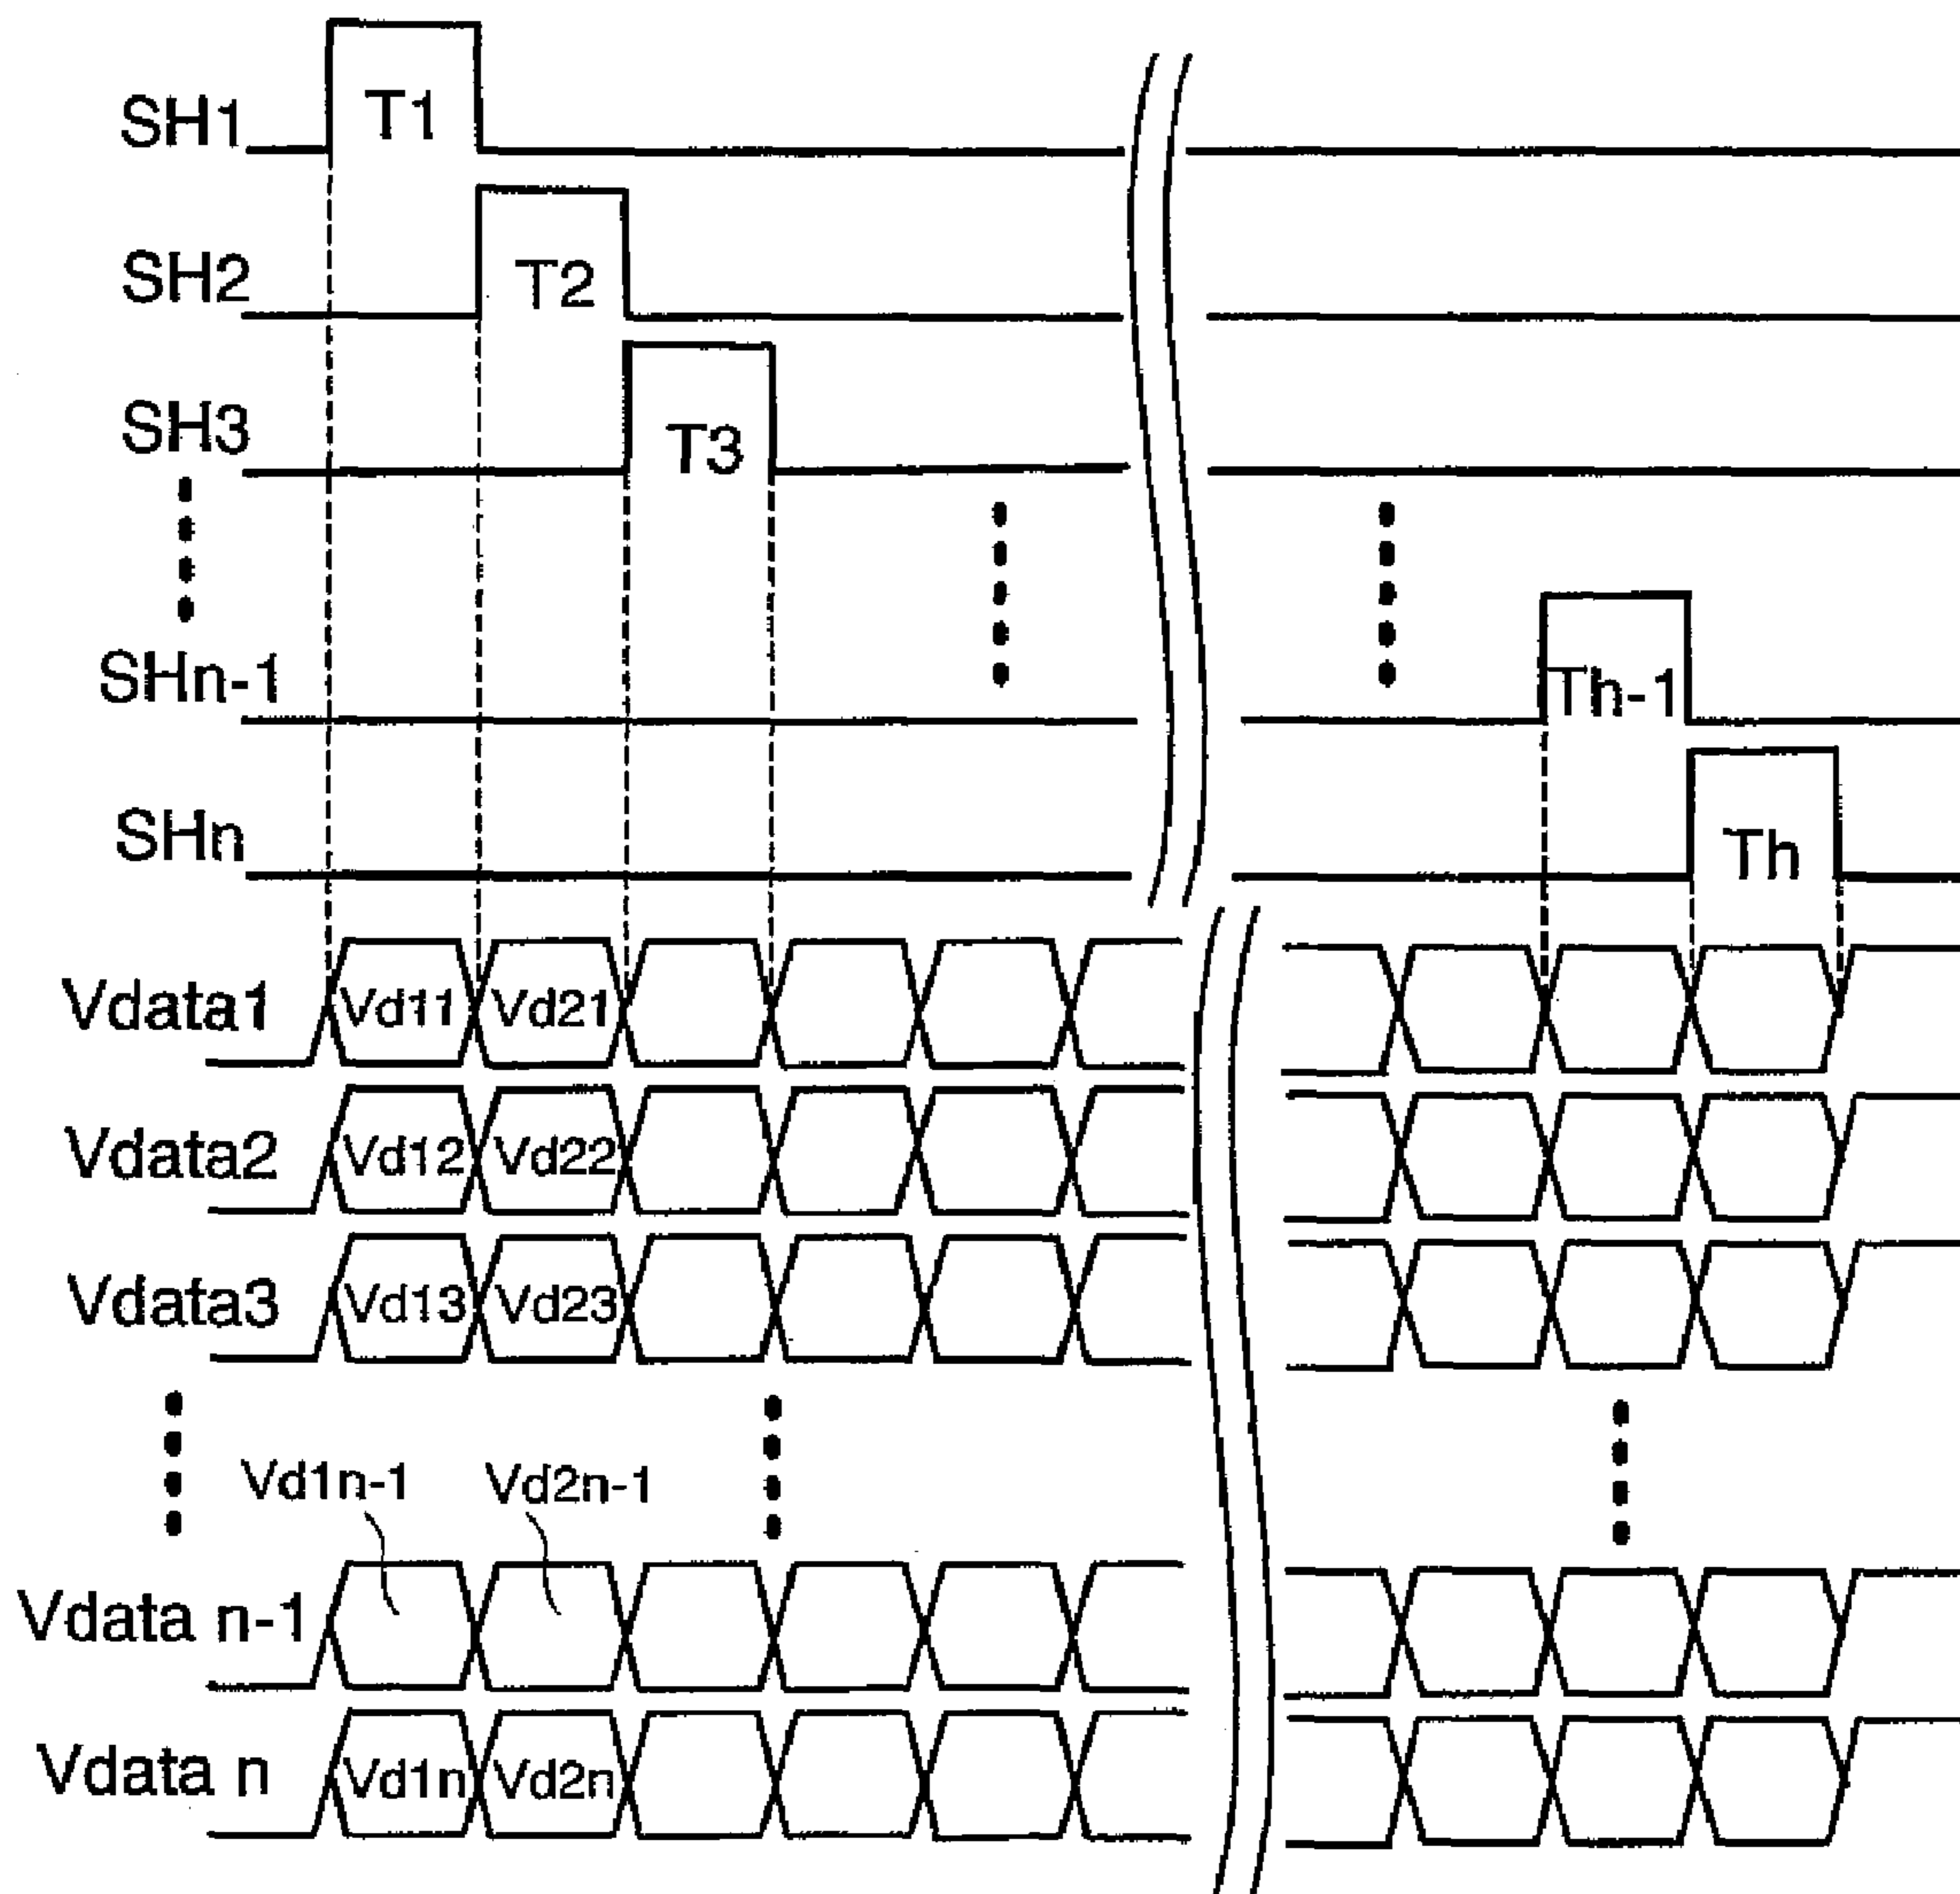 SH1 T1
SH2 T2
SH3 T3
SHn-1 Th-1
SHn Th
Vdata1 Vd11 Vd21
Vdata2 Vd12 Vd22
Vdata3 Vd13 Vd23
Vd1n-1 Vd2n-1
Vdata n-1
Vdata n Vd1n Vd2n